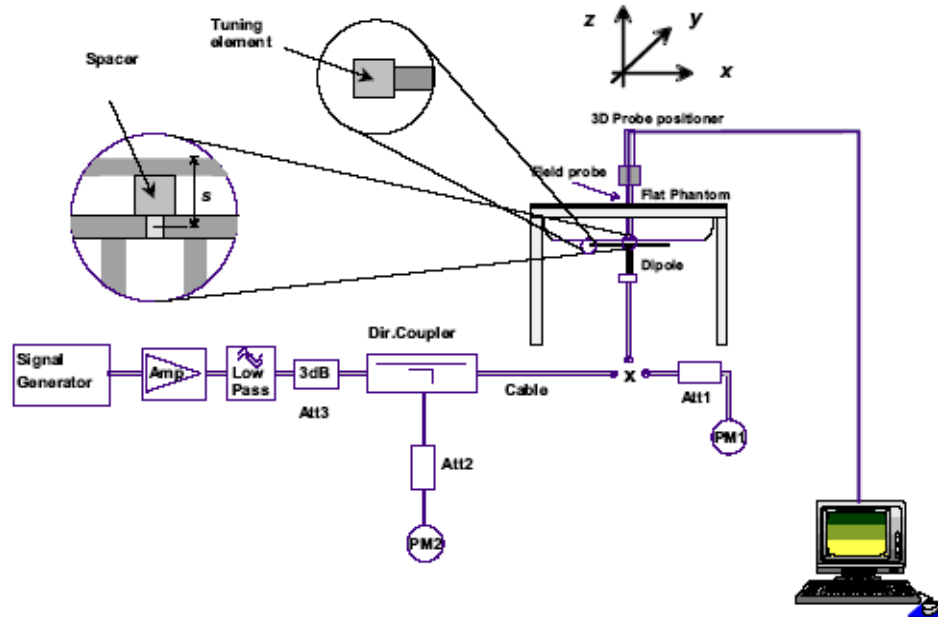 Tuning
element
Spacer
s
z
y
x
3D Probe positioner
Field probe
Flat Phantom
Dipole
Signal
Generator
Amp
Low
Pass
3dB
Att3
Dir.Coupler
Cable
x
Att1
PM1
Att2
PM2